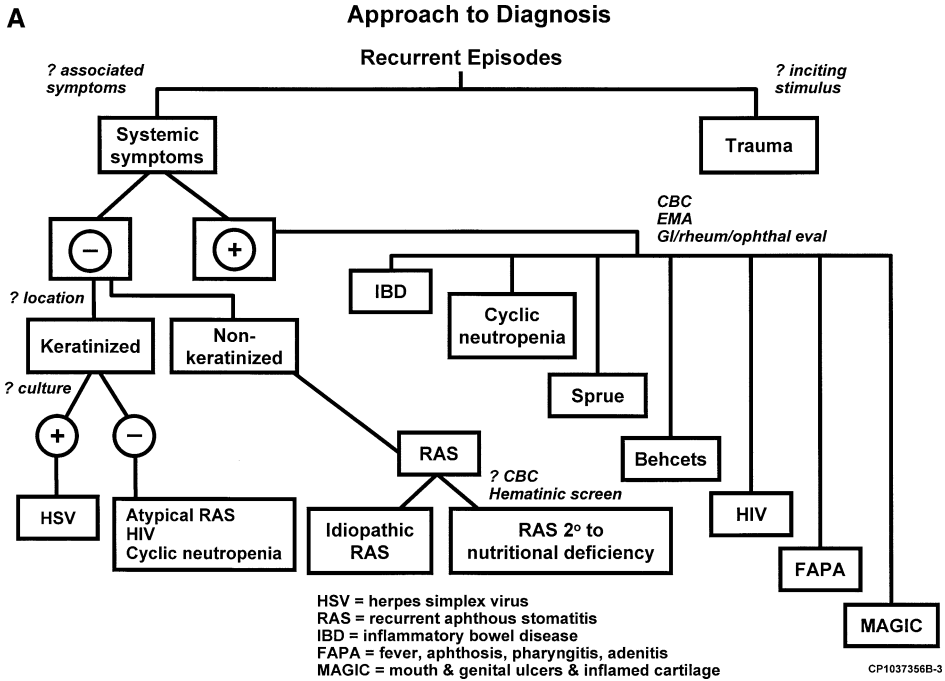 A
Approach to Diagnosis
Recurrent Episodes
? associated
symptoms
? inciting
stimulus
Systemic
symptoms
Trauma
CBC
EMA
GI/rheum/ophthal eval
−
+
? location
IBD
Cyclic
neutropenia
Keratinized
Non-
keratinized
? culture
Sprue
+
−
RAS
Behcets
? CBC
Hematinic screen
HSV
Atypical RAS
HIV
Cyclic neutropenia
Idiopathic
RAS
RAS 2º to
nutritional deficiency
HIV
FAPA
MAGIC
HSV = herpes simplex virus
RAS = recurrent aphthous stomatitis
IBD = inflammatory bowel disease
FAPA = fever, aphthosis, pharyngitis, adenitis
MAGIC = mouth & genital ulcers & inflamed cartilage
CP1037356B-3